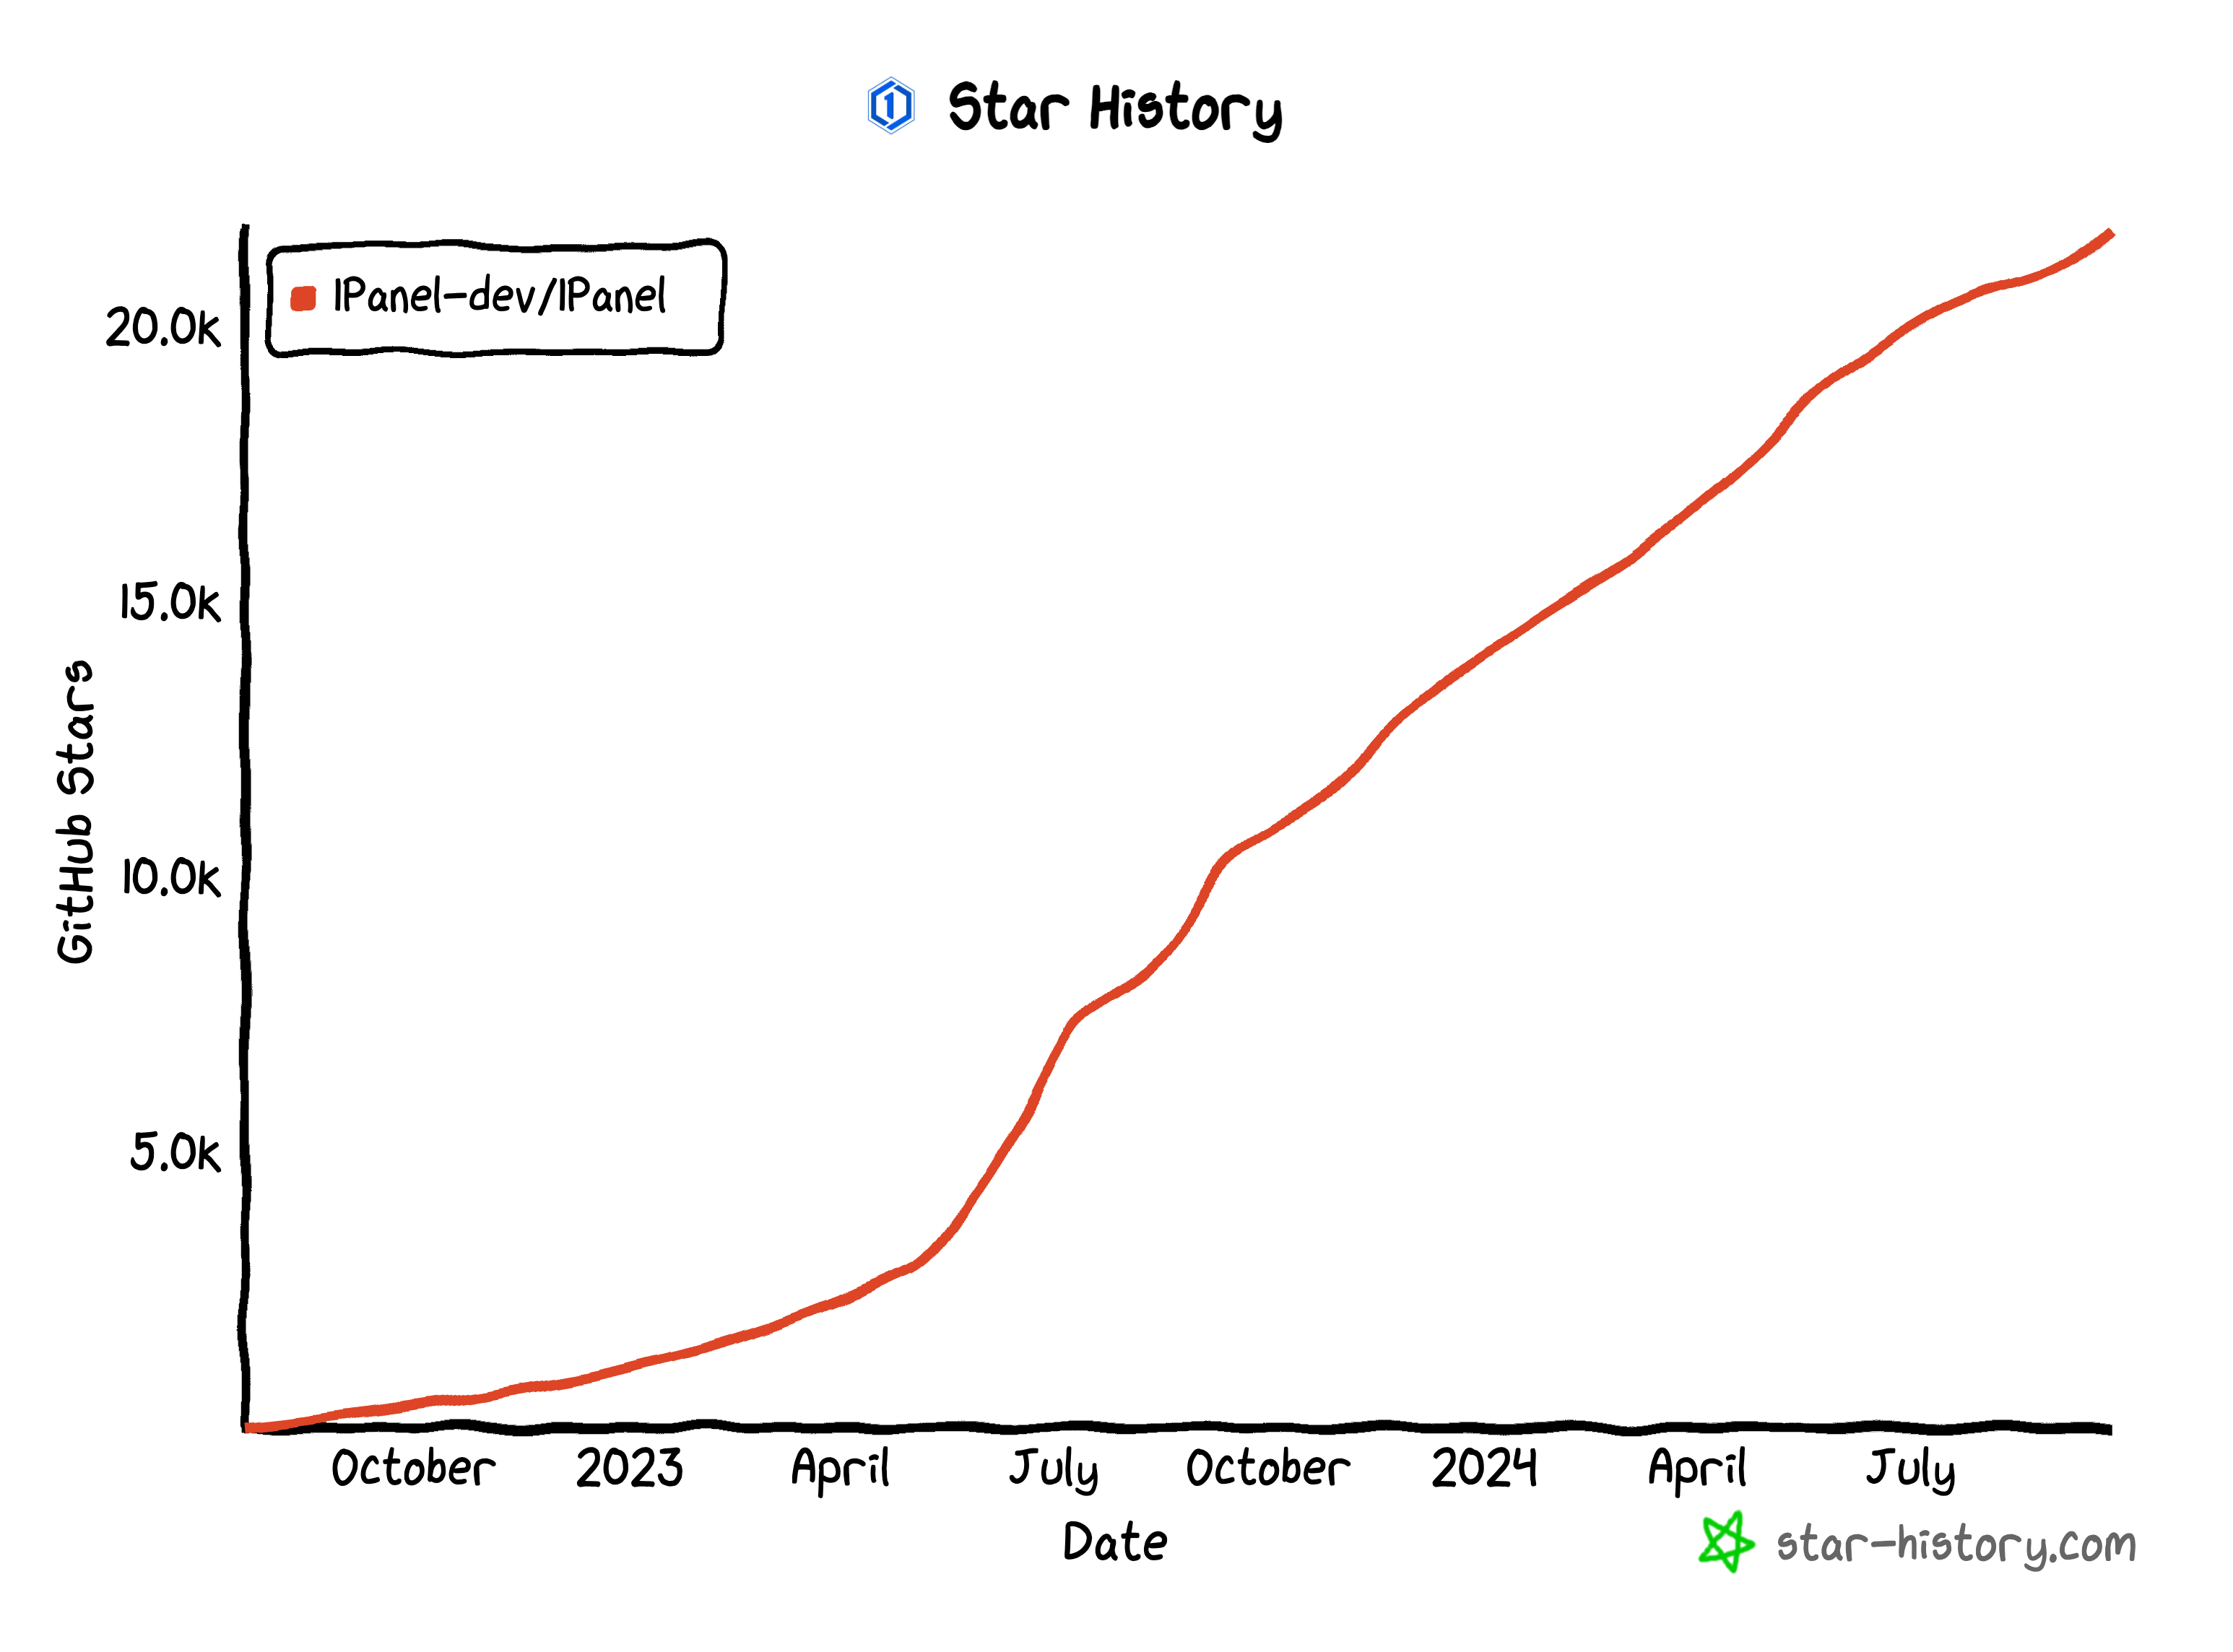 Star History
1Panel-dev/1Panel
20.0k
15.0k
10.0k
5.0k
GitHub Stars
October 2023 April July October 2024 April July
Date
star-history.com